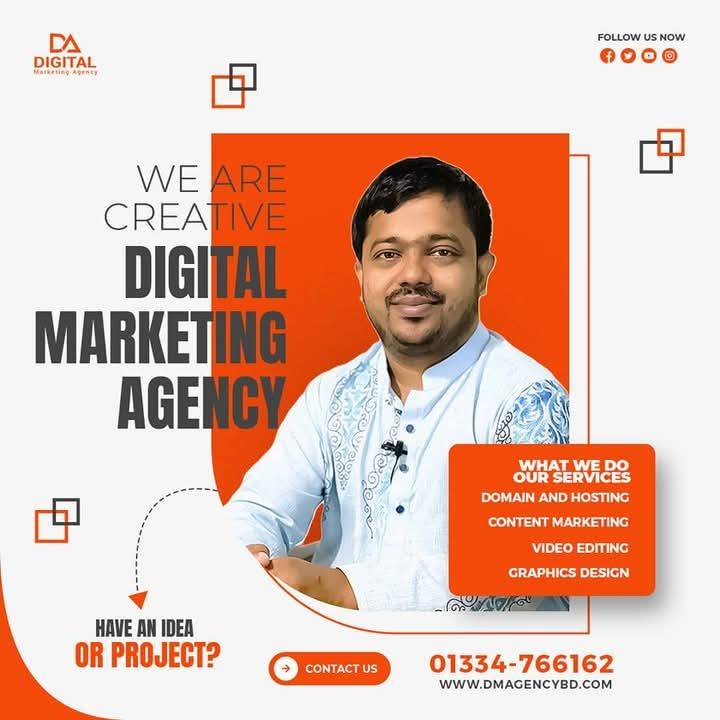 DA
DIGITAL
Marketing Agency
FOLLOW US NOW
WE ARE
CREATIVE
DIGITAL
MARKETING
AGENCY
WHAT WE DO
OUR SERVICES
DOMAIN AND HOSTING
CONTENT MARKETING
VIDEO EDITING
GRAPHICS DESIGN
HAVE AN IDEA
OR PROJECT?
CONTACT US
01334-766162
WWW.DMAGENCYBD.COM